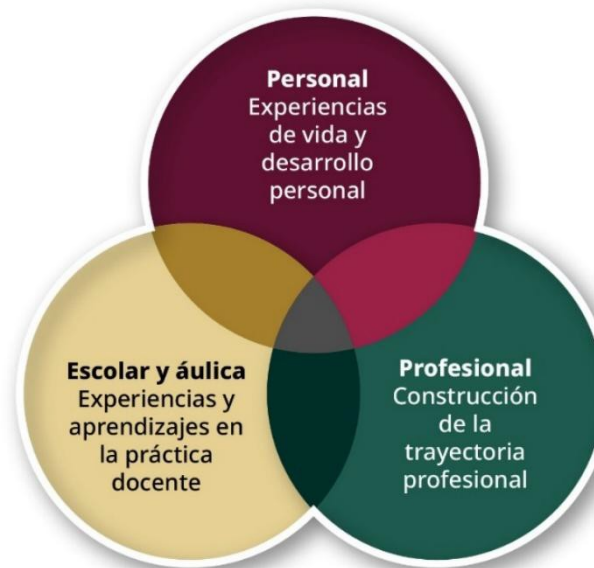 Personal
Experiencias
de vida y
desarrollo
personal
Escolar y áulica
Experiencias y
aprendizajes en
la práctica
docente
Profesional
Construcción
de la
trayectoria
profesional